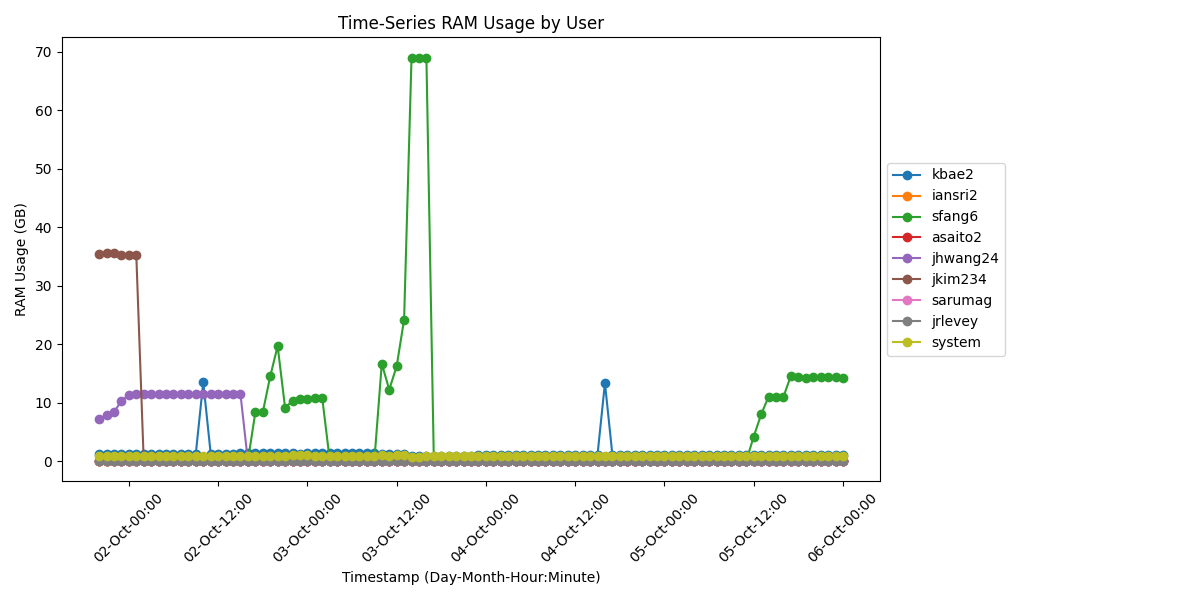 Time-Series RAM Usage by User
RAM Usage (GB)
70
60
50
40
30
20
10
0
02-Oct-00:00
02-Oct-12:00
03-Oct-00:00
03-Oct-12:00
04-Oct-00:00
04-Oct-12:00
05-Oct-00:00
05-Oct-12:00
06-Oct-00:00
Timestamp (Day-Month-Hour:Minute)
kbae2
iansri2
sfang6
asaito2
jhwang24
jkim234
sarumag
jrlevey
system